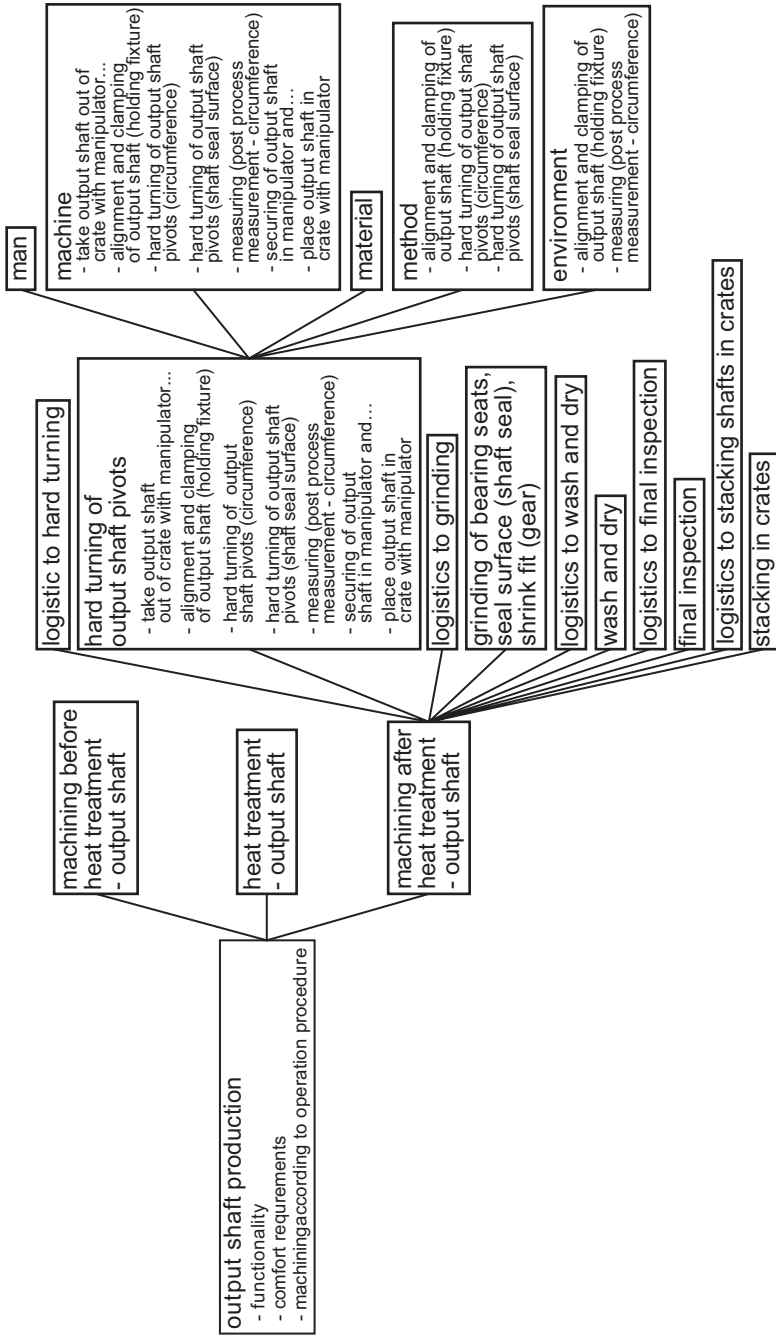 output shaft production
- functionality
- comfort requrements
- machiningaccording to operation procedure
machining before
heat treatment
- output shaft
heat treatment
- output shaft
machining after
heat treatment
- output shaft
logistic to hard turning
hard turning of
output shaft pivots
- take output shaft
out of crate with manipulator...
- alignment and clamping
of output shaft (holding fixture)
- hard turning of output
shaft pivots (circumference)
- hard turning of output shaft
pivots (shaft seal surface)
- measuring (post process
measurement - circumference)
- securing of output
shaft in manipulator and...
- place output shaft in
crate with manipulator
logistics to grinding
grinding of bearing seats,
seal surface (shaft seal),
shrink fit (gear)
logistics to wash and dry
wash and dry
logistics to final inspection
final inspection
logistics to stacking shafts in crates
stacking in crates
man
machine
- take output shaft out of
crate with manipulator...
- alignment and clamping
of output shaft (holding fixture)
- hard turning of output shaft
pivots (circumference)
- hard turning of output shaft
pivots (shaft seal surface)
- measuring (post process
measurement - circumference)
- securing of output shaft
in manipulator and...
- place output shaft in
crate with manipulator
material
method
- alignment and clamping of
output shaft (holding fixture)
- hard turning of output shaft
pivots (circumference)
- hard turning of output shaft
pivots (shaft seal surface)
environment
- alignment and clamping of
output shaft (holding fixture)
- measuring (post process
measurement - circumference)